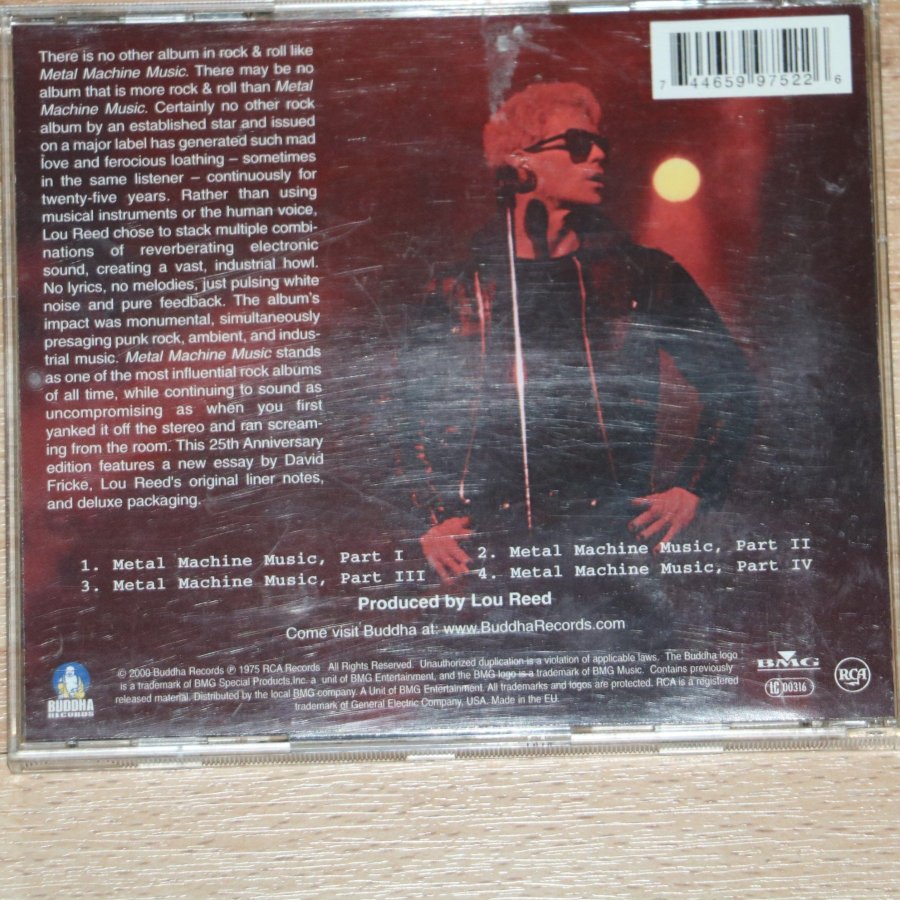 There is no other album in rock & roll like
Metal Machine Music. There may be no
album that is more rock & roll than Metal
Machine Music. Certainly no other rock
album by an established star and issued
on a major label has generated such mad
love and ferocious loathing – sometimes
in the same listener – continuously for
twenty-five years. Rather than using
musical instruments or the human voice,
Lou Reed chose to stack multiple combi-
nations of reverberating electronic
sound, creating a vast, industrial howl.
No lyrics, no melodies, just pulsing white
noise and pure feedback. The album's
impact was monumental, simultaneously
presaging punk rock, ambient, and indus-
trial music. Metal Machine Music stands
as one of the most influential rock albums
of all time, while continuing to sound as
uncompromising as when you first
yanked it off the stereo and ran scream-
ing from the room. This 25th Anniversary
edition features a new essay by David
Fricke, Lou Reed's original liner notes,
and deluxe packaging.
7 44659 97522 6
1. Metal Machine Music, Part I
2. Metal Machine Music, Part II
3. Metal Machine Music, Part III
4. Metal Machine Music, Part IV
Produced by Lou Reed
Come visit Buddha at: www.BuddhaRecords.com
© 2000 Buddha Records ℗ 1975 RCA Records All Rights Reserved. Unauthorized duplication is a violation of applicable laws. The Buddha logo
is a trademark of BMG Special Products.Inc. a unit of BMG Entertainment, and the BMG logo is a trademark of BMG Music. Contains previously
released material. Distributed by the local BMG company. A Unit of BMG Entertainment. All trademarks and logos are protected. RCA is a registered
trademark of General Electric Company, USA. Made in the EU.
BUDDHA
RECORDS
BMG
LC 00316
RCA